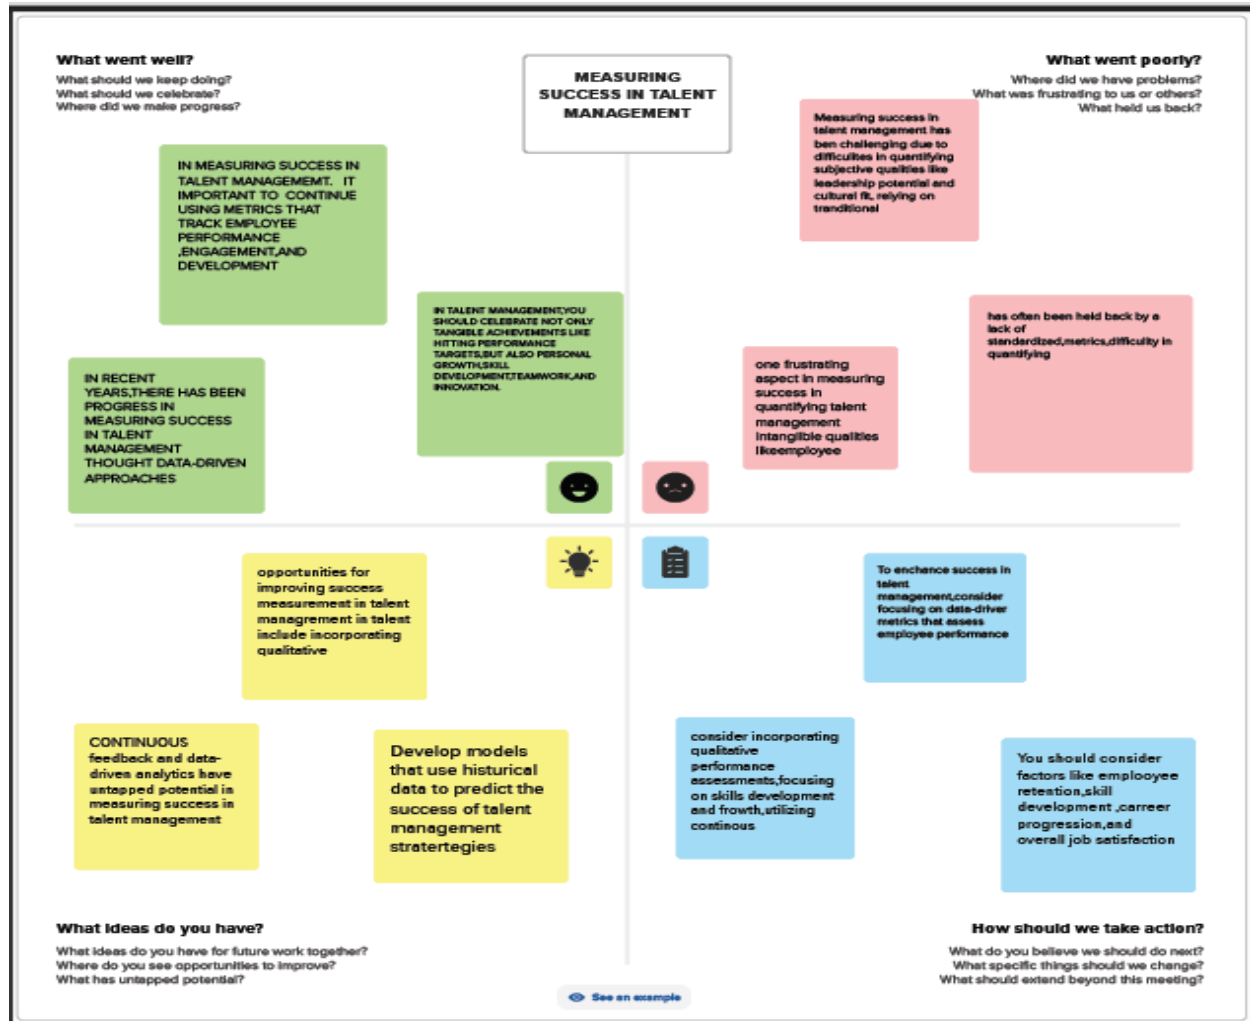 What went well?
What should we keep doing?
What should we celebrate?
Where did we make progress?
MEASURING
SUCCESS IN TALENT
MANAGEMENT
What went poorly?
Where did we have problems?
What was frustrating to us or others?
What held us back?
IN MEASURING SUCCESS IN
TALENT MANAGEMEMT. IT
IMPORTANT TO CONTINUE
USING METRICS THAT
TRACK EMPLOYEE
PERFORMANCE
,ENGAGEMENT,AND
DEVELOPMENT
IN TALENT MANAGEMENT,YOU
SHOULD CELEBRATE NOT ONLY
TANGIBLE ACHIEVEMENTS LIKE
HITTING PERFORMANCE
TARGETS,BUT ALSO PERSONAL
GROWTH,SKILL
DEVELOPMENT,TEAMWORK,AND
INNOVATION.
IN RECENT
YEARS,THERE HAS BEEN
PROGRESS IN
MEASURING SUCCESS
IN TALENT
MANAGEMENT
THOUGHT DATA-DRIVEN
APPROACHES
Measuring success in
talent management has
ben challenging due to
difficulites in quantifying
subjective qualities like
leadership potential and
cultural fit, relying on
tranditional
one frustrating
aspect in measuring
success in
quantifying talent
management
intangible qualities
likeemployee
has often been held back by a
lack of
standardized,metrics,difficulty in
quantifying
opportunities for
improving success
measurement in talent
managrement in talent
include incorporating
qualitative
CONTINUOUS
feedback and data-
driven analytics have
untapped potential in
measuring success in
talent management
Develop models
that use histurical
data to predict the
success of talent
management
stratertegies
To enchance success in
talent
management,consider
focusing on data-driver
metrics that assess
employee performance
consider incorporating
qualitative
performance
assessments,focusing
on skills development
and frowth,utilizing
continous
You should consider
factors like emplooyee
retention,skill
development ,carreer
progression,and
overall job satisfaction
What ideas do you have?
What ideas do you have for future work together?
Where do you see opportunities to improve?
What has untapped potential?
How should we take action?
What do you believe we should do next?
What specific things should we change?
What should extend beyond this meeting?
See an example